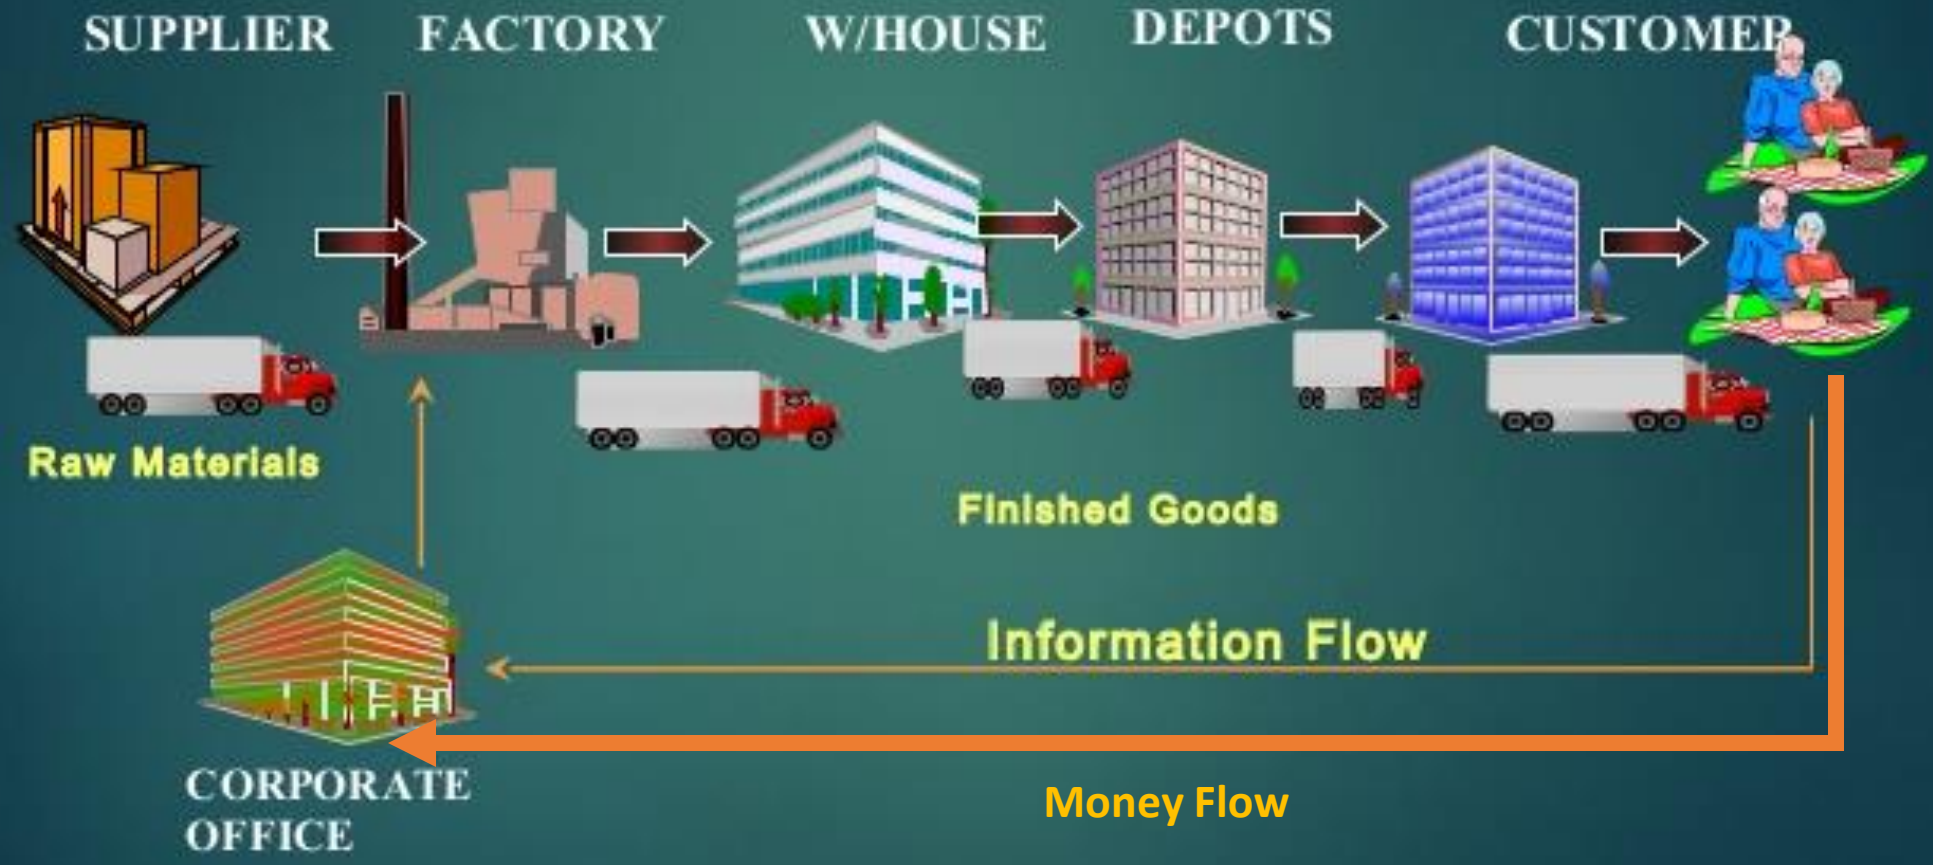 SUPPLIER
FACTORY
W/HOUSE
DEPOTS
CUSTOMER
Raw Materials
Finished Goods
Information Flow
CORPORATE
OFFICE
Money Flow